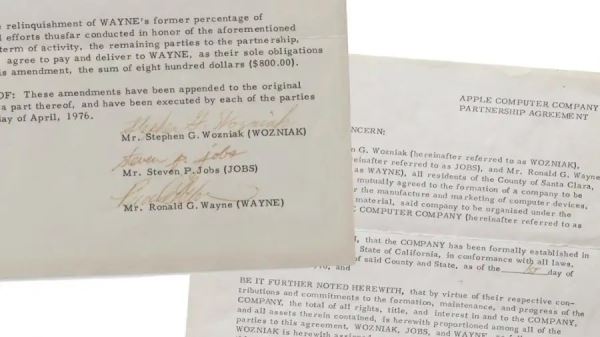 relinquishment of WAYNE's former percentage of
efforts thusfar conducted in honor of the aforementioned
term of activity, the remaining parties to the partnership,
agree to pay and deliver to WAYNE, as their sole obligations
is amendment, the sum of eight hundred dollars ($800.00).
OF: These amendments have been appended to the original
a part thereof, and have been executed by each of the parties
day of April, 1976.
Stephen G. Wozniak
Mr. Stephen G. Wozniak (WOZNIAK)
steven p. jobs
Mr. Steven P. Jobs (JOBS)
Mr. Ronald G. Wayne (WAYNE)
APPLE COMPUTER COMPANY
PARTNERSHIP AGREEMENT
CERN:
G. Wozniak (hereinafter referred to as WOZNIAK),
einafter referred to as JOBS), and Mr. Ronald G. Wayne
as WAYNE), all residents of the County of Santa Clara,
mutually agreed to the formation of a company to be
the manufacture and marketing of computer devices,
material, said company to be organized under the
COMPUTER COMPANY (hereinafter referred to as
, that the COMPANY has been formally established in
State of California, in conformance with all laws,
of said County and State, as of the 1st day of
and
BE IT FURTHER NOTED HEREWITH, that by virtue of their respective con-
tributions and commitments to the formation, maintenance, and progress of the
COMPANY, the total of all rights, title, and interest in and to the COMPANY,
and all assets therein contained, is herewith proportioned among all of the
parties to this agreement, WOZNIAK, JOBS, and WAYNE,
WOZNIAK is herewith